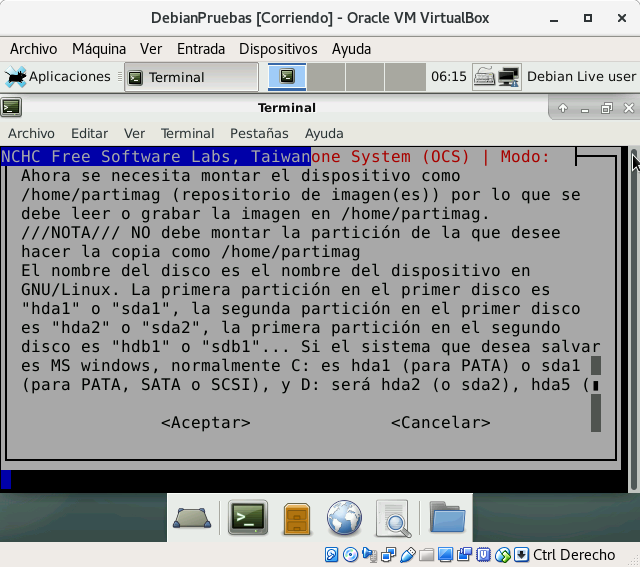 DebianPruebas [Corriendo] - Oracle VM VirtualBox
Archivo Máquina Ver Entrada Dispositivos Ayuda
Aplicaciones Terminal 06:15 Debian Live user
Terminal
Archivo Editar Ver Terminal Pestañas Ayuda
NCHC Free Software Labs, Taiwanone System (OCS) | Modo:
Ahora se necesita montar el dispositivo como
/home/partimag (repositorio de imagen(es)) por lo que se
debe leer o grabar la imagen en /home/partimag.
///NOTA/// NO debe montar la partición de la que desee
hacer la copia como /home/partimag
El nombre del disco es el nombre del dispositivo en
GNU/Linux. La primera partición en el primer disco es
"hda1" o "sda1", la segunda partición en el primer disco
es "hda2" o "sda2", la primera partición en el segundo
disco es "hdb1" o "sdb1"... Si el sistema que desea salvar
es MS windows, normalmente C: es hda1 (para PATA) o sda1
(para PATA, SATA o SCSI), y D: será hda2 (o sda2), hda5 (
<Aceptar> <Cancelar>
Ctrl Derecho